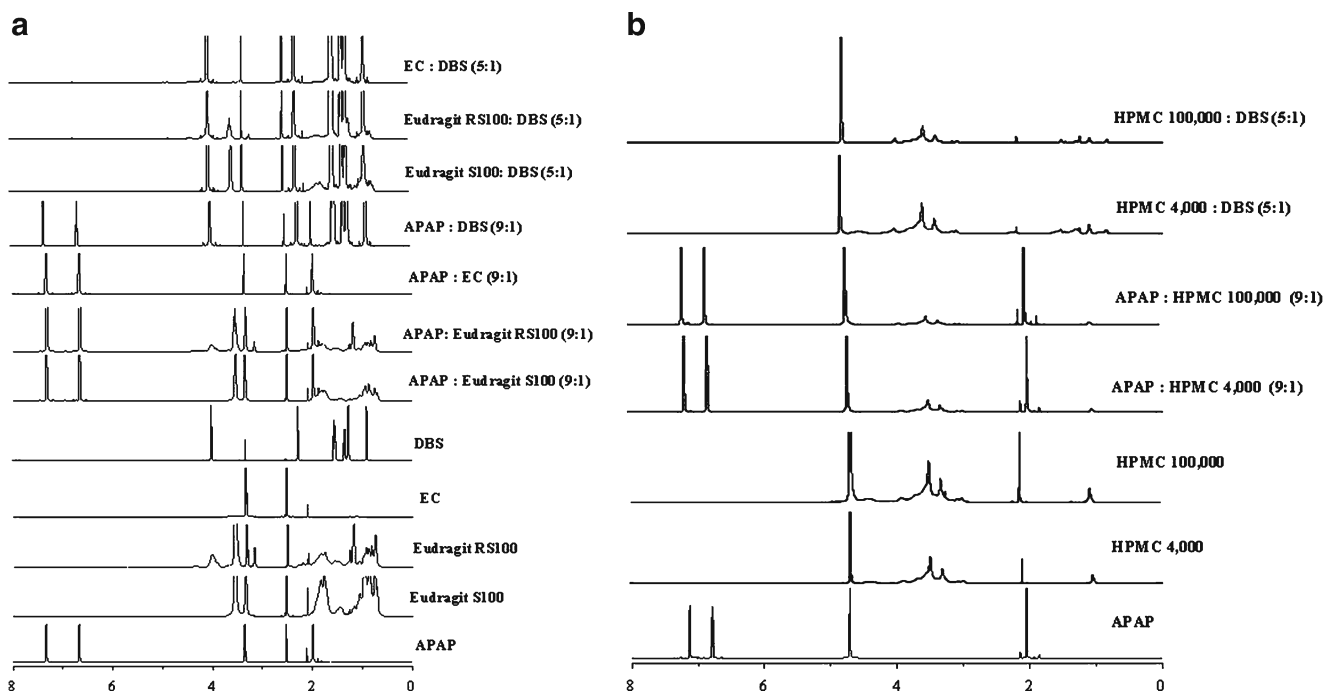 a
EC : DBS (5:1)
Eudragit RS100: DBS (5:1)
Eudragit S100: DBS (5:1)
APAP : DBS (9:1)
APAP : EC (9:1)
APAP: Eudragit RS100 (9:1)
APAP : Eudragit S100 (9:1)
DBS
EC
Eudragit RS100
Eudragit S100
APAP
8 6 4 2 0
b
HPMC 100,000 : DBS (5:1)
HPMC 4,000 : DBS (5:1)
APAP : HPMC 100,000 (9:1)
APAP : HPMC 4,000 (9:1)
HPMC 100,000
HPMC 4,000
APAP
8 6 4 2 0